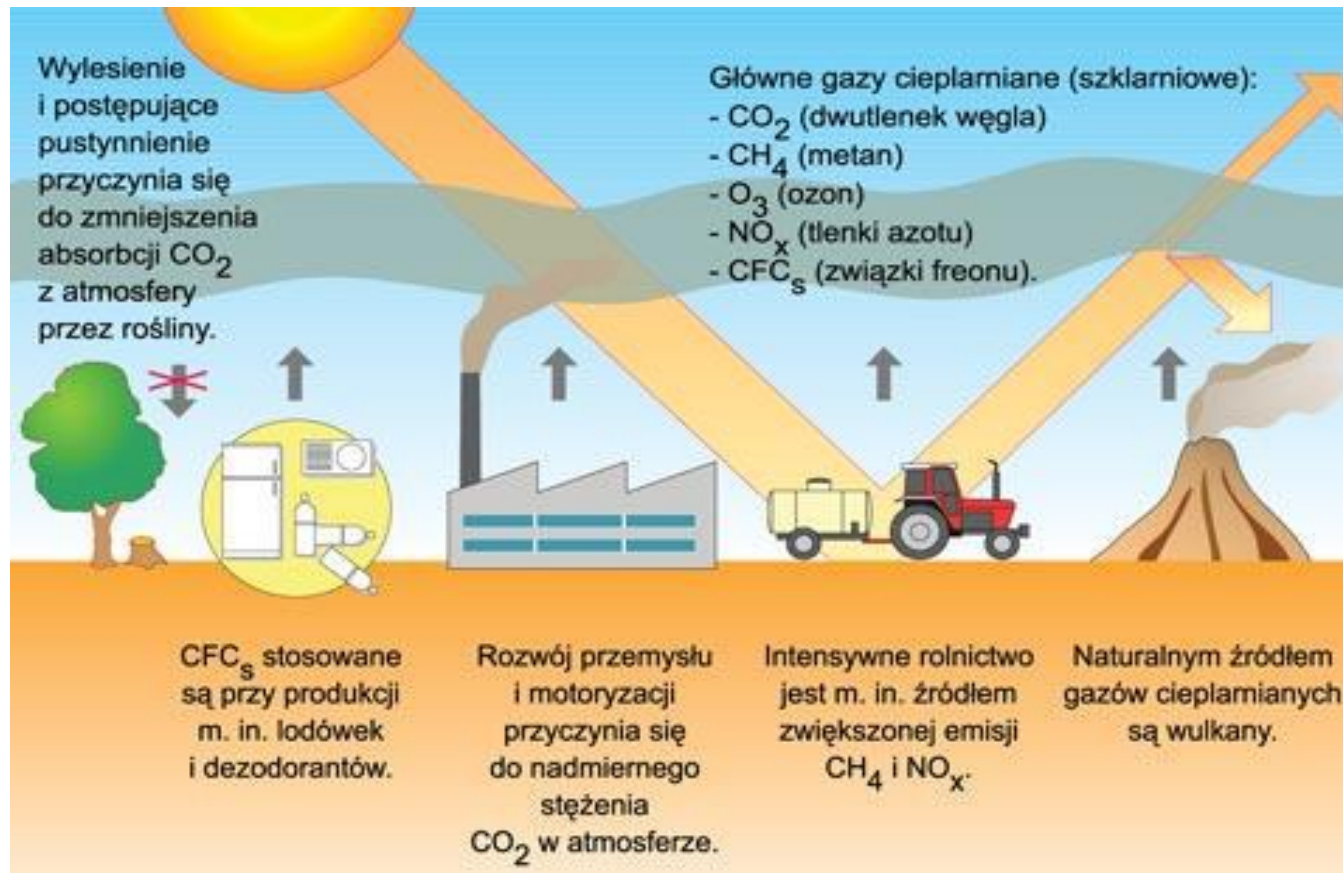 Wylesienie
i postępujące
pustynnienie
przyczynia się
do zmniejszenia
absorbcji CO₂
z atmosfery
przez rośliny.
Główne gazy cieplarniane (szklarniowe):
- CO₂ (dwutlenek węgla)
- CH₄ (metan)
- O₃ (ozon)
- NOₓ (tlenki azotu)
- CFCₛ (związki freonu).
CFCₛ stosowane
są przy produkcji
m. in. lodówek
i dezodorantów.
Rozwój przemysłu
i motoryzacji
przyczynia się
do nadmiernego
stężenia
CO₂ w atmosferze.
Intensywne rolnictwo
jest m. in. źródłem
zwiększonej emisji
CH₄ i NOₓ.
Naturalnym źródłem
gazów cieplarnianych
są wulkany.